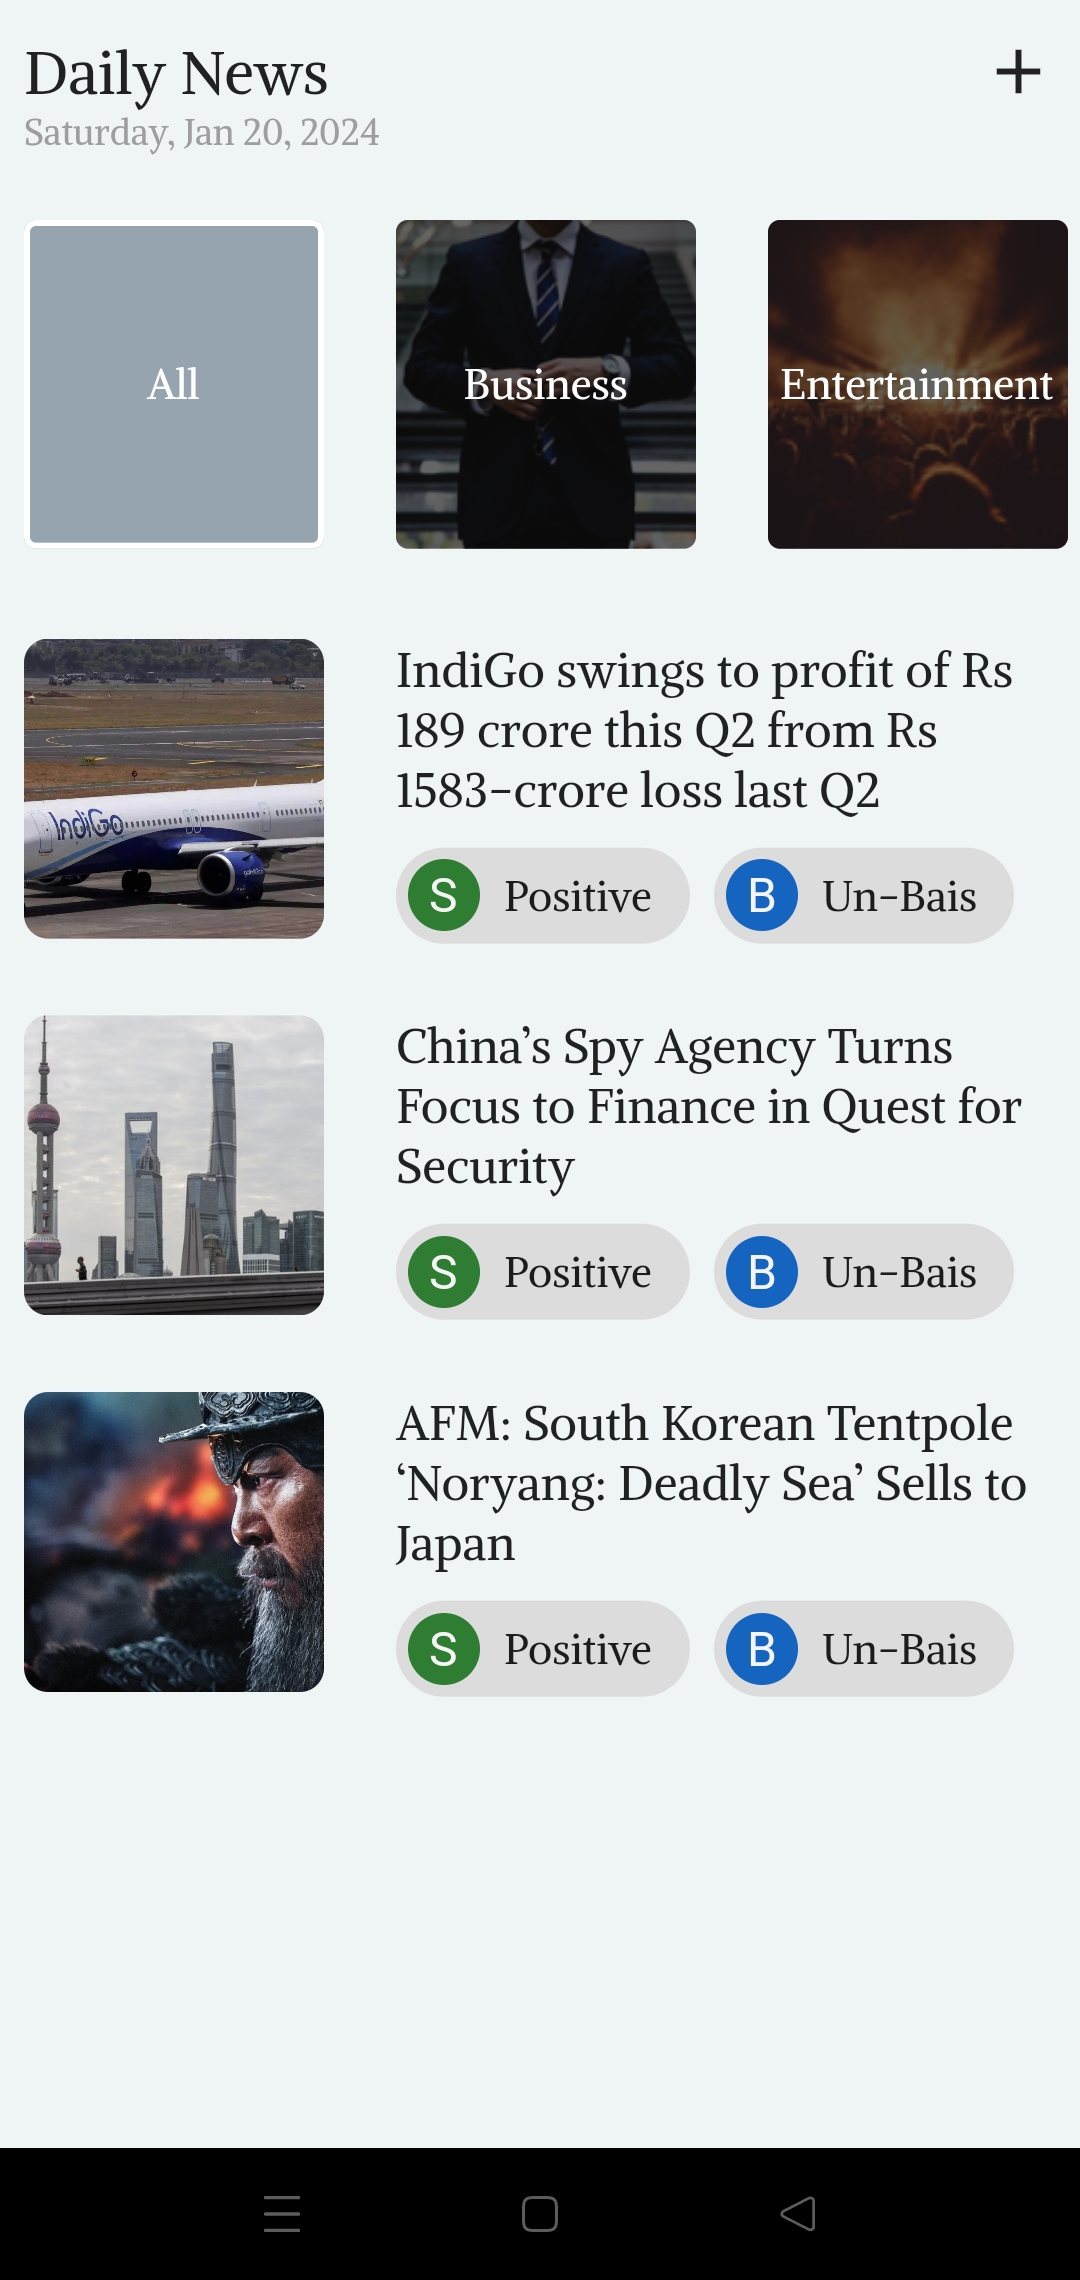 Daily News
Saturday, Jan 20, 2024
All
Business
Entertainment
IndiGo swings to profit of Rs
189 crore this Q2 from Rs
1583-crore loss last Q2
IndiGo
S Positive B Un-Bais
China’s Spy Agency Turns
Focus to Finance in Quest for
Security
S Positive B Un-Bais
AFM: South Korean Tentpole
‘Noryang: Deadly Sea’ Sells to
Japan
S Positive B Un-Bais